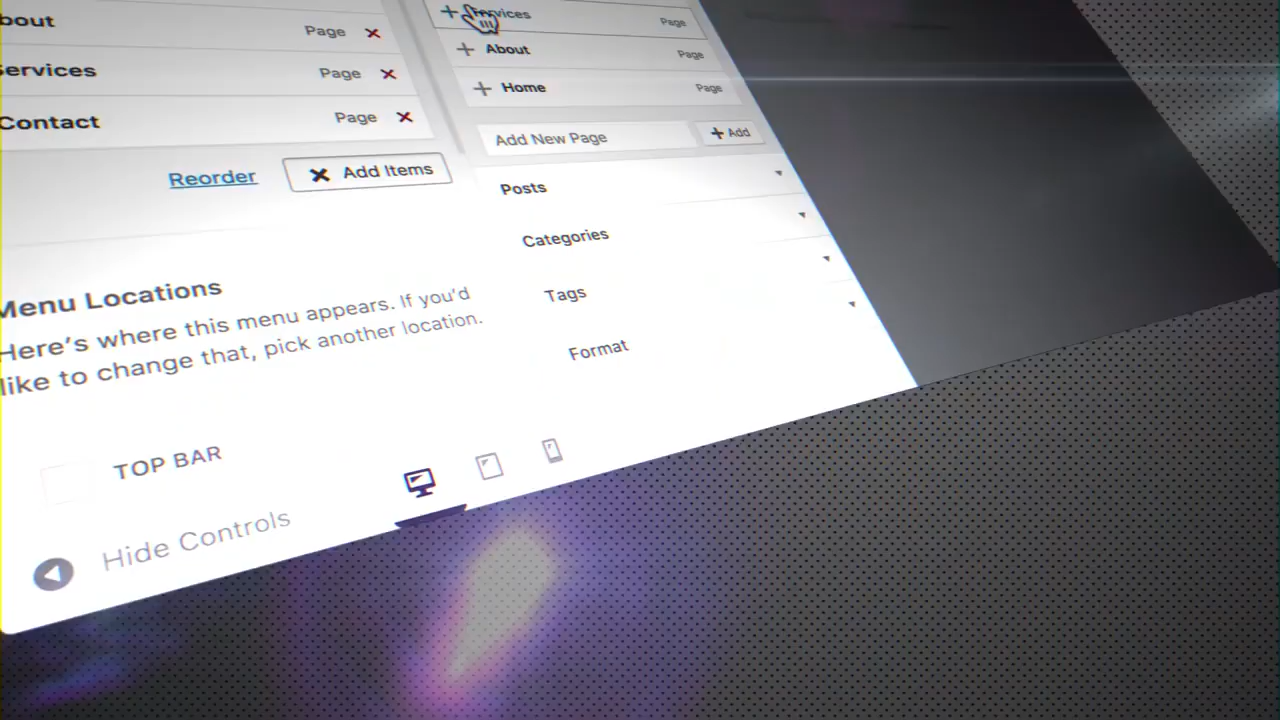 bout Page
ervices Page
Contact Page
Reorder Add Items
Menu Locations
Here's where this menu appears. If you'd
like to change that, pick another location.
TOP BAR
Hide Controls
Services Page
About Page
Home Page
Add New Page Add
Posts
Categories
Tags
Format